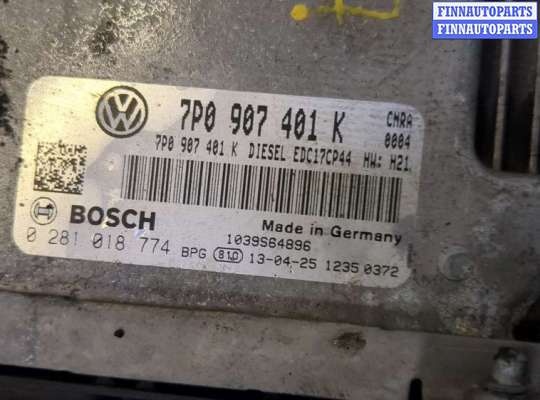 FINNAUTOPARTS
FINNAUTOPARTS
7P0 907 401 K CMRA
7P0 907 401 K DIESEL EDC17CP44 HW: H21 0004
BOSCH Made in Germany
1039S64896
0 281 018 774 BPG 810 13-04-25 1235 0372